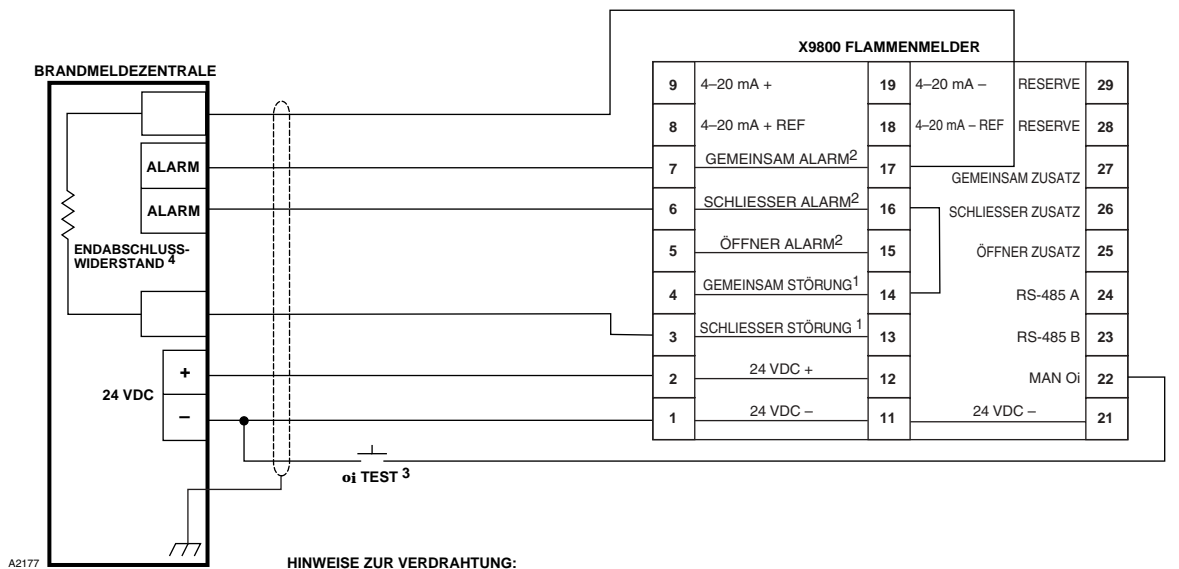 X9800 FLAMMENMELDER
BRANDMELDEZENTRALE
9 4–20 mA + 19 4–20 mA – RESERVE 29
8 4–20 mA + REF 18 4–20 mA – REF RESERVE 28
ALARM 7 GEMEINSAM ALARM2 17 GEMEINSAM ZUSATZ 27
ALARM 6 SCHLIESSER ALARM2 16 SCHLIESSER ZUSATZ 26
ENDABSCHLUSS-
WIDERSTAND 4
5 ÖFFNER ALARM2 15 ÖFFNER ZUSATZ 25
4 GEMEINSAM STÖRUNG1 14 RS-485 A 24
3 SCHLIESSER STÖRUNG 1 13 RS-485 B 23
24 VDC
+ 2 24 VDC + 12 MAN Oi 22
– 1 24 VDC – 11 24 VDC – 21
oi TEST 3
A2177
HINWEISE ZUR VERDRAHTUNG: